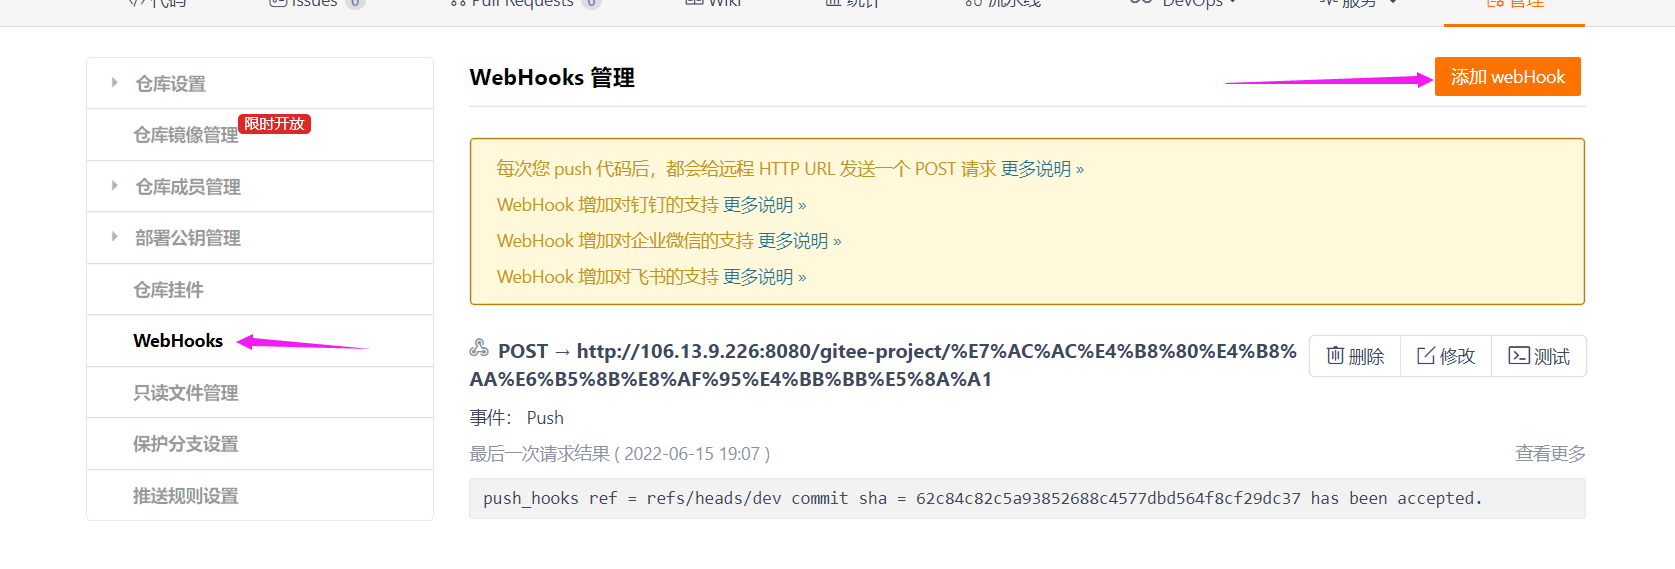 代码
Issues 0
Pull Requests 0
Wiki
统计
流水线
DevOps
服务
管理
仓库设置
仓库镜像管理 限时开放
仓库成员管理
部署公钥管理
仓库挂件
WebHooks
只读文件管理
保护分支设置
推送规则设置
WebHooks 管理
添加 webHook
每次您 push 代码后，都会给远程 HTTP URL 发送一个 POST 请求 更多说明 »
WebHook 增加对钉钉的支持 更多说明 »
WebHook 增加对企业微信的支持 更多说明 »
WebHook 增加对飞书的支持 更多说明 »
POST → http://106.13.9.226:8080/gitee-project/%E7%AC%AC%E4%B8%80%E4%B8%
AA%E6%B5%8B%E8%AF%95%E4%BB%BB%E5%8A%A1
删除
修改
测试
事件： Push
最后一次请求结果 ( 2022-06-15 19:07 )
查看更多
push_hooks ref = refs/heads/dev commit sha = 62c84c82c5a93852688c4577dbd564f8cf29dc37 has been accepted.